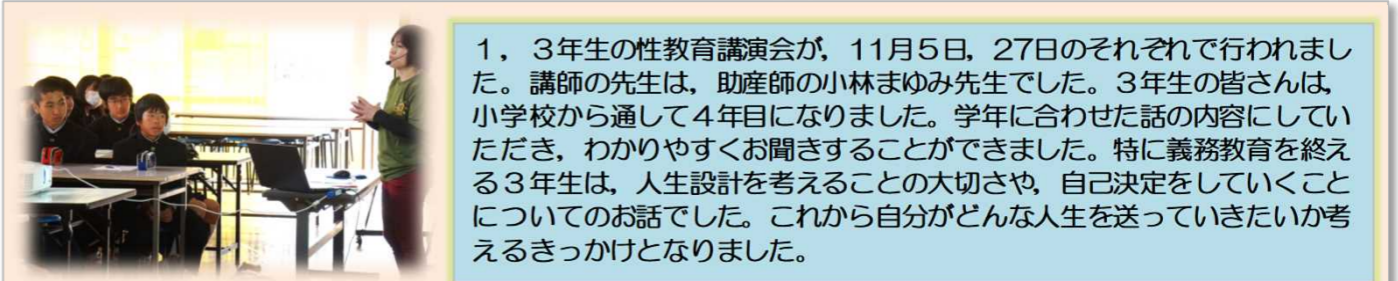 １，３年生の性教育講演会が，11月５日，27日のそれぞれで行われまし
た。講師の先生は，助産師の小林まゆみ先生でした。３年生の皆さんは，
小学校から通して４年目になりました。学年に合わせた話の内容にしてい
ただき，わかりやすくお聞きすることができました。特に義務教育を終え
る３年生は，人生設計を考えることの大切さや，自己決定をしていくこと
についてのお話でした。これから自分がどんな人生を送っていきたいか考
えるきっかけとなりました。